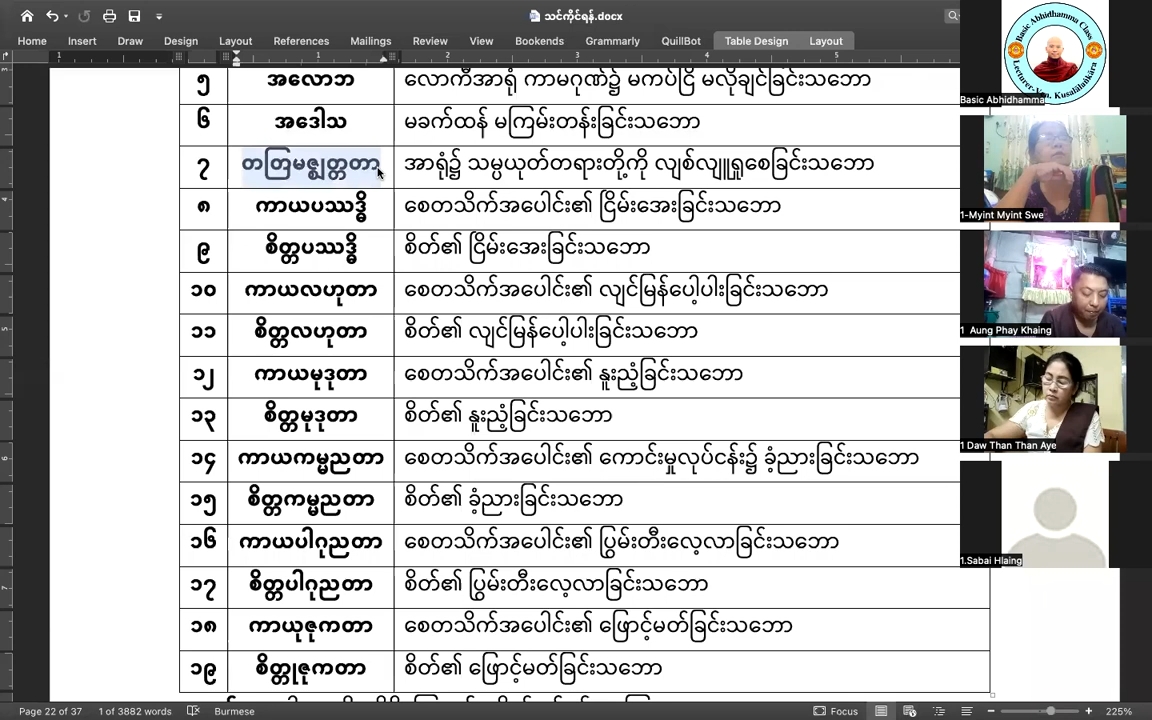 သင်ကိုင်ရန်.docx
Home Insert Draw Design Layout References Mailings Review View Bookends Grammarly QuillBot Table Design Layout
1 2 3 4 5
၅ အလောဘ လောကီအာရုံ ကာမဂုဏ်၌ မကပ်ငြိ မလိုချင်ခြင်းသဘော
၆ အဒေါသ မခက်ထန် မကြမ်းတန်းခြင်းသဘော
၇ တတြမဇ္ဈတ္တတာ အာရုံ၌ သမ္ပယုတ်တရားတို့ကို လျစ်လျူရှုစေခြင်းသဘော
၈ ကာယပဿဒ္ဓိ စေတသိက်အပေါင်း၏ ငြိမ်းအေးခြင်းသဘော
၉ စိတ္တပဿဒ္ဓိ စိတ်၏ ငြိမ်းအေးခြင်းသဘော
၁၀ ကာယလဟုတာ စေတသိက်အပေါင်း၏ လျင်မြန်ပေါ့ပါးခြင်းသဘော
၁၁ စိတ္တလဟုတာ စိတ်၏ လျင်မြန်ပေါ့ပါးခြင်းသဘော
၁၂ ကာယမုဒုတာ စေတသိက်အပေါင်း၏ နူးညံ့ခြင်းသဘော
၁၃ စိတ္တမုဒုတာ စိတ်၏ နူးညံ့ခြင်းသဘော
၁၄ ကာယကမ္မညတာ စေတသိက်အပေါင်း၏ ကောင်းမှုလုပ်ငန်း၌ ခံ့ညားခြင်းသဘော
၁၅ စိတ္တကမ္မညတာ စိတ်၏ ခံ့ညားခြင်းသဘော
၁၆ ကာယပါဂုညတာ စေတသိက်အပေါင်း၏ ပြွမ်းတီးလေ့လာခြင်းသဘော
၁၇ စိတ္တပါဂုညတာ စိတ်၏ ပြွမ်းတီးလေ့လာခြင်းသဘော
၁၈ ကာယုဇုကတာ စေတသိက်အပေါင်း၏ ဖြောင့်မတ်ခြင်းသဘော
၁၉ စိတ္တုဇုကတာ စိတ်၏ ဖြောင့်မတ်ခြင်းသဘော
Page 22 of 37 1 of 3882 words Burmese Focus 225%
Basic Abhidhamma Class
Lecturer-Ven. Kusalālaṅkāra
Basic Abhidhamma
1-Myint Myint Swe
1 Aung Phay Khaing
1 Daw Than Than Aye
1.Sabai Hlaing